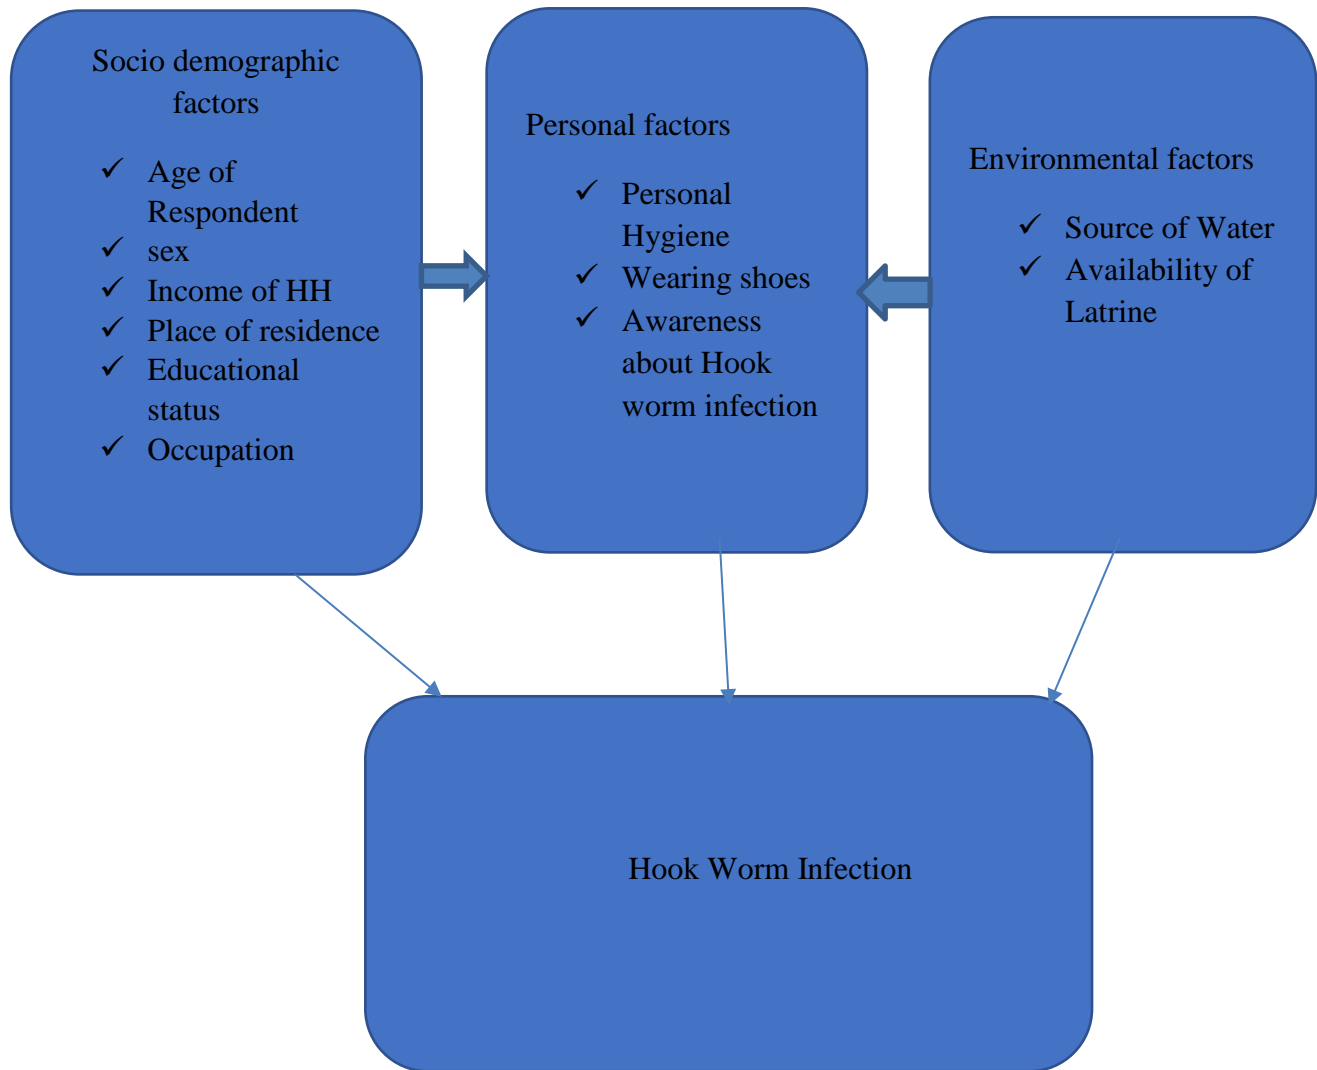 Socio demographic
factors
✓ Age of
Respondent
✓ sex
✓ Income of HH
✓ Place of residence
✓ Educational
status
✓ Occupation
Personal factors
✓ Personal
Hygiene
✓ Wearing shoes
✓ Awareness
about Hook
worm infection
Environmental factors
✓ Source of Water
✓ Availability of
Latrine
Hook Worm Infection